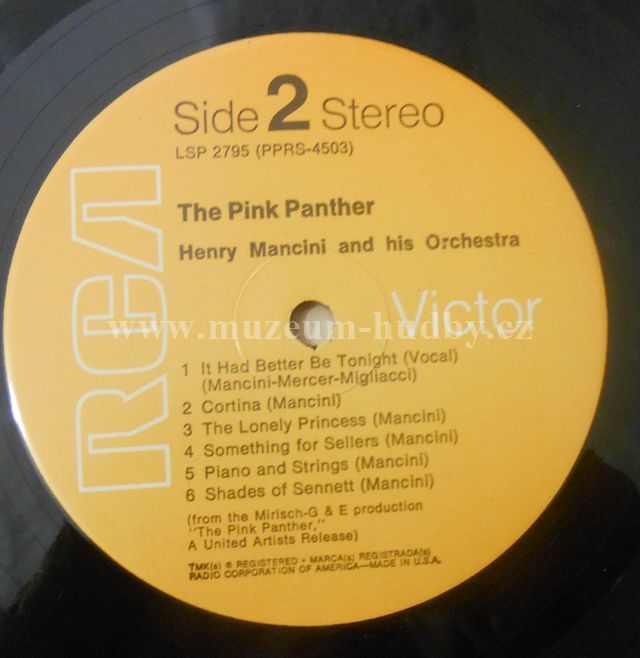 Side 2 Stereo
LSP 2795 (PPRS-4503)
The Pink Panther
Henry Mancini and his Orchestra
RCA
Victor
www.muzeum-hudby.cz
1 It Had Better Be Tonight (Vocal)
(Mancini-Mercer-Migliacci)
2 Cortina (Mancini)
3 The Lonely Princess (Mancini)
4 Something for Sellers (Mancini)
5 Piano and Strings (Mancini)
6 Shades of Sennett (Mancini)
(from the Mirisch-G & E production
"The Pink Panther,"
A United Artists Release)
TMK(s) ® REGISTERED • MARCA(s) REGISTRADA(s)
RADIO CORPORATION OF AMERICA—MADE IN U.S.A.